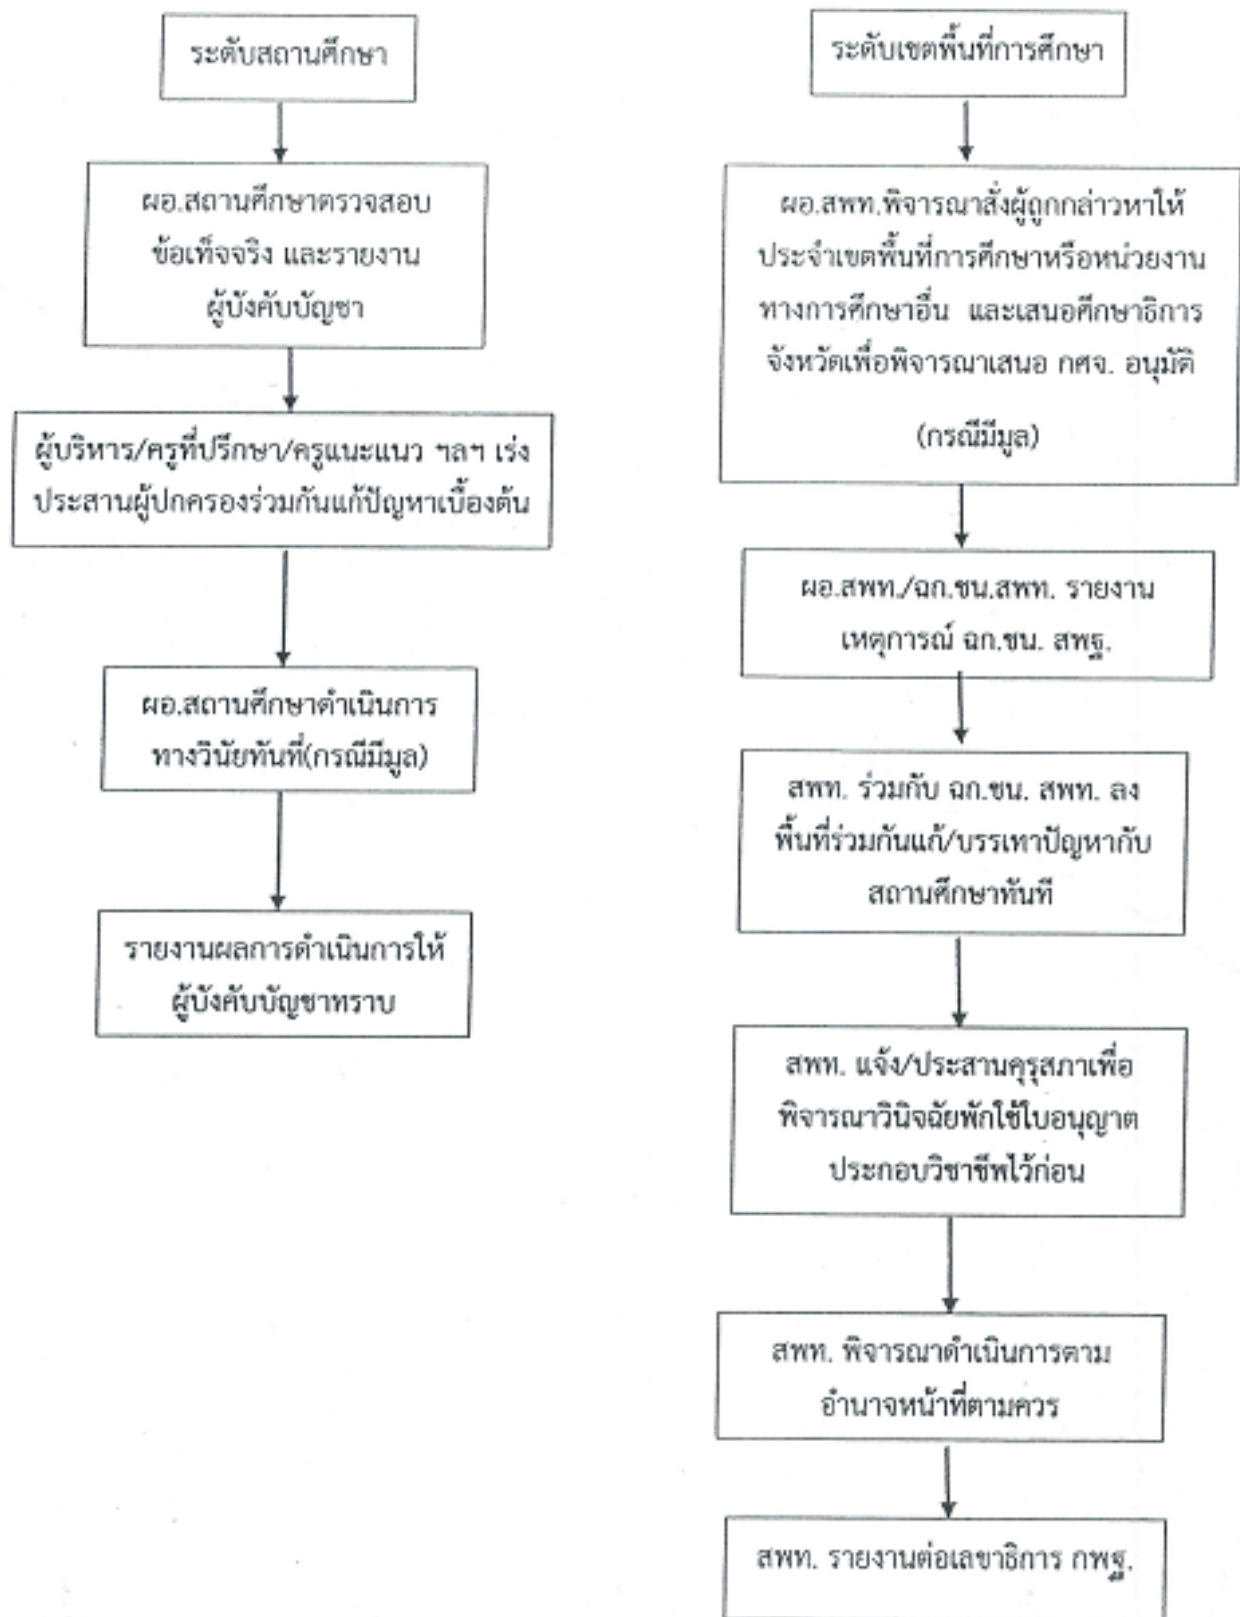 ระดับสถานศึกษา
ผอ.สถานศึกษาตรวจสอบ
ข้อเท็จจริง และรายงาน
ผู้บังคับบัญชา
ผู้บริหาร/ครูที่ปรึกษา/ครูแนะแนว ฯลฯ เร่ง
ประสานผู้ปกครองร่วมกันแก้ปัญหาเบื้องต้น
ผอ.สถานศึกษาดำเนินการ
ทางวินัยทันที(กรณีมีมูล)
รายงานผลการดำเนินการให้
ผู้บังคับบัญชาทราบ
ระดับเขตพื้นที่การศึกษา
ผอ.สพท.พิจารณาสั่งผู้ถูกกล่าวหาให้
ประจำเขตพื้นที่การศึกษาหรือหน่วยงาน
ทางการศึกษาอื่น และเสนอศึกษาธิการ
จังหวัดเพื่อพิจารณาเสนอ กศจ. อนุมัติ
(กรณีมีมูล)
ผอ.สพท./ฉก.ชน.สพท. รายงาน
เหตุการณ์ ฉก.ชน. สพฐ.
สพท. ร่วมกับ ฉก.ชน. สพท. ลง
พื้นที่ร่วมกันแก้/บรรเทาปัญหากับ
สถานศึกษาทันที
สพท. แจ้ง/ประสานคุรุสภาเพื่อ
พิจารณาวินิจฉัยพักใช้ใบอนุญาต
ประกอบวิชาชีพไว้ก่อน
สพท. พิจารณาดำเนินการตาม
อำนาจหน้าที่ตามควร
สพท. รายงานต่อเลขาธิการ กพฐ.